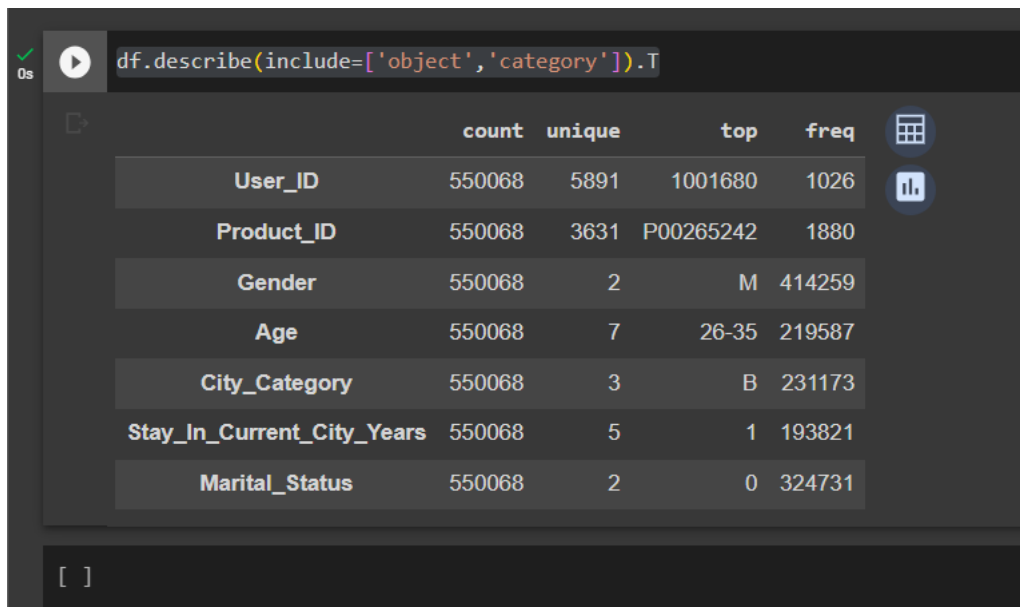 df.describe(include=['object','category']).T
0s
count unique top freq
User_ID 550068 5891 1001680 1026
Product_ID 550068 3631 P00265242 1880
Gender 550068 2 M 414259
Age 550068 7 26-35 219587
City_Category 550068 3 B 231173
Stay_In_Current_City_Years 550068 5 1 193821
Marital_Status 550068 2 0 324731
[ ]